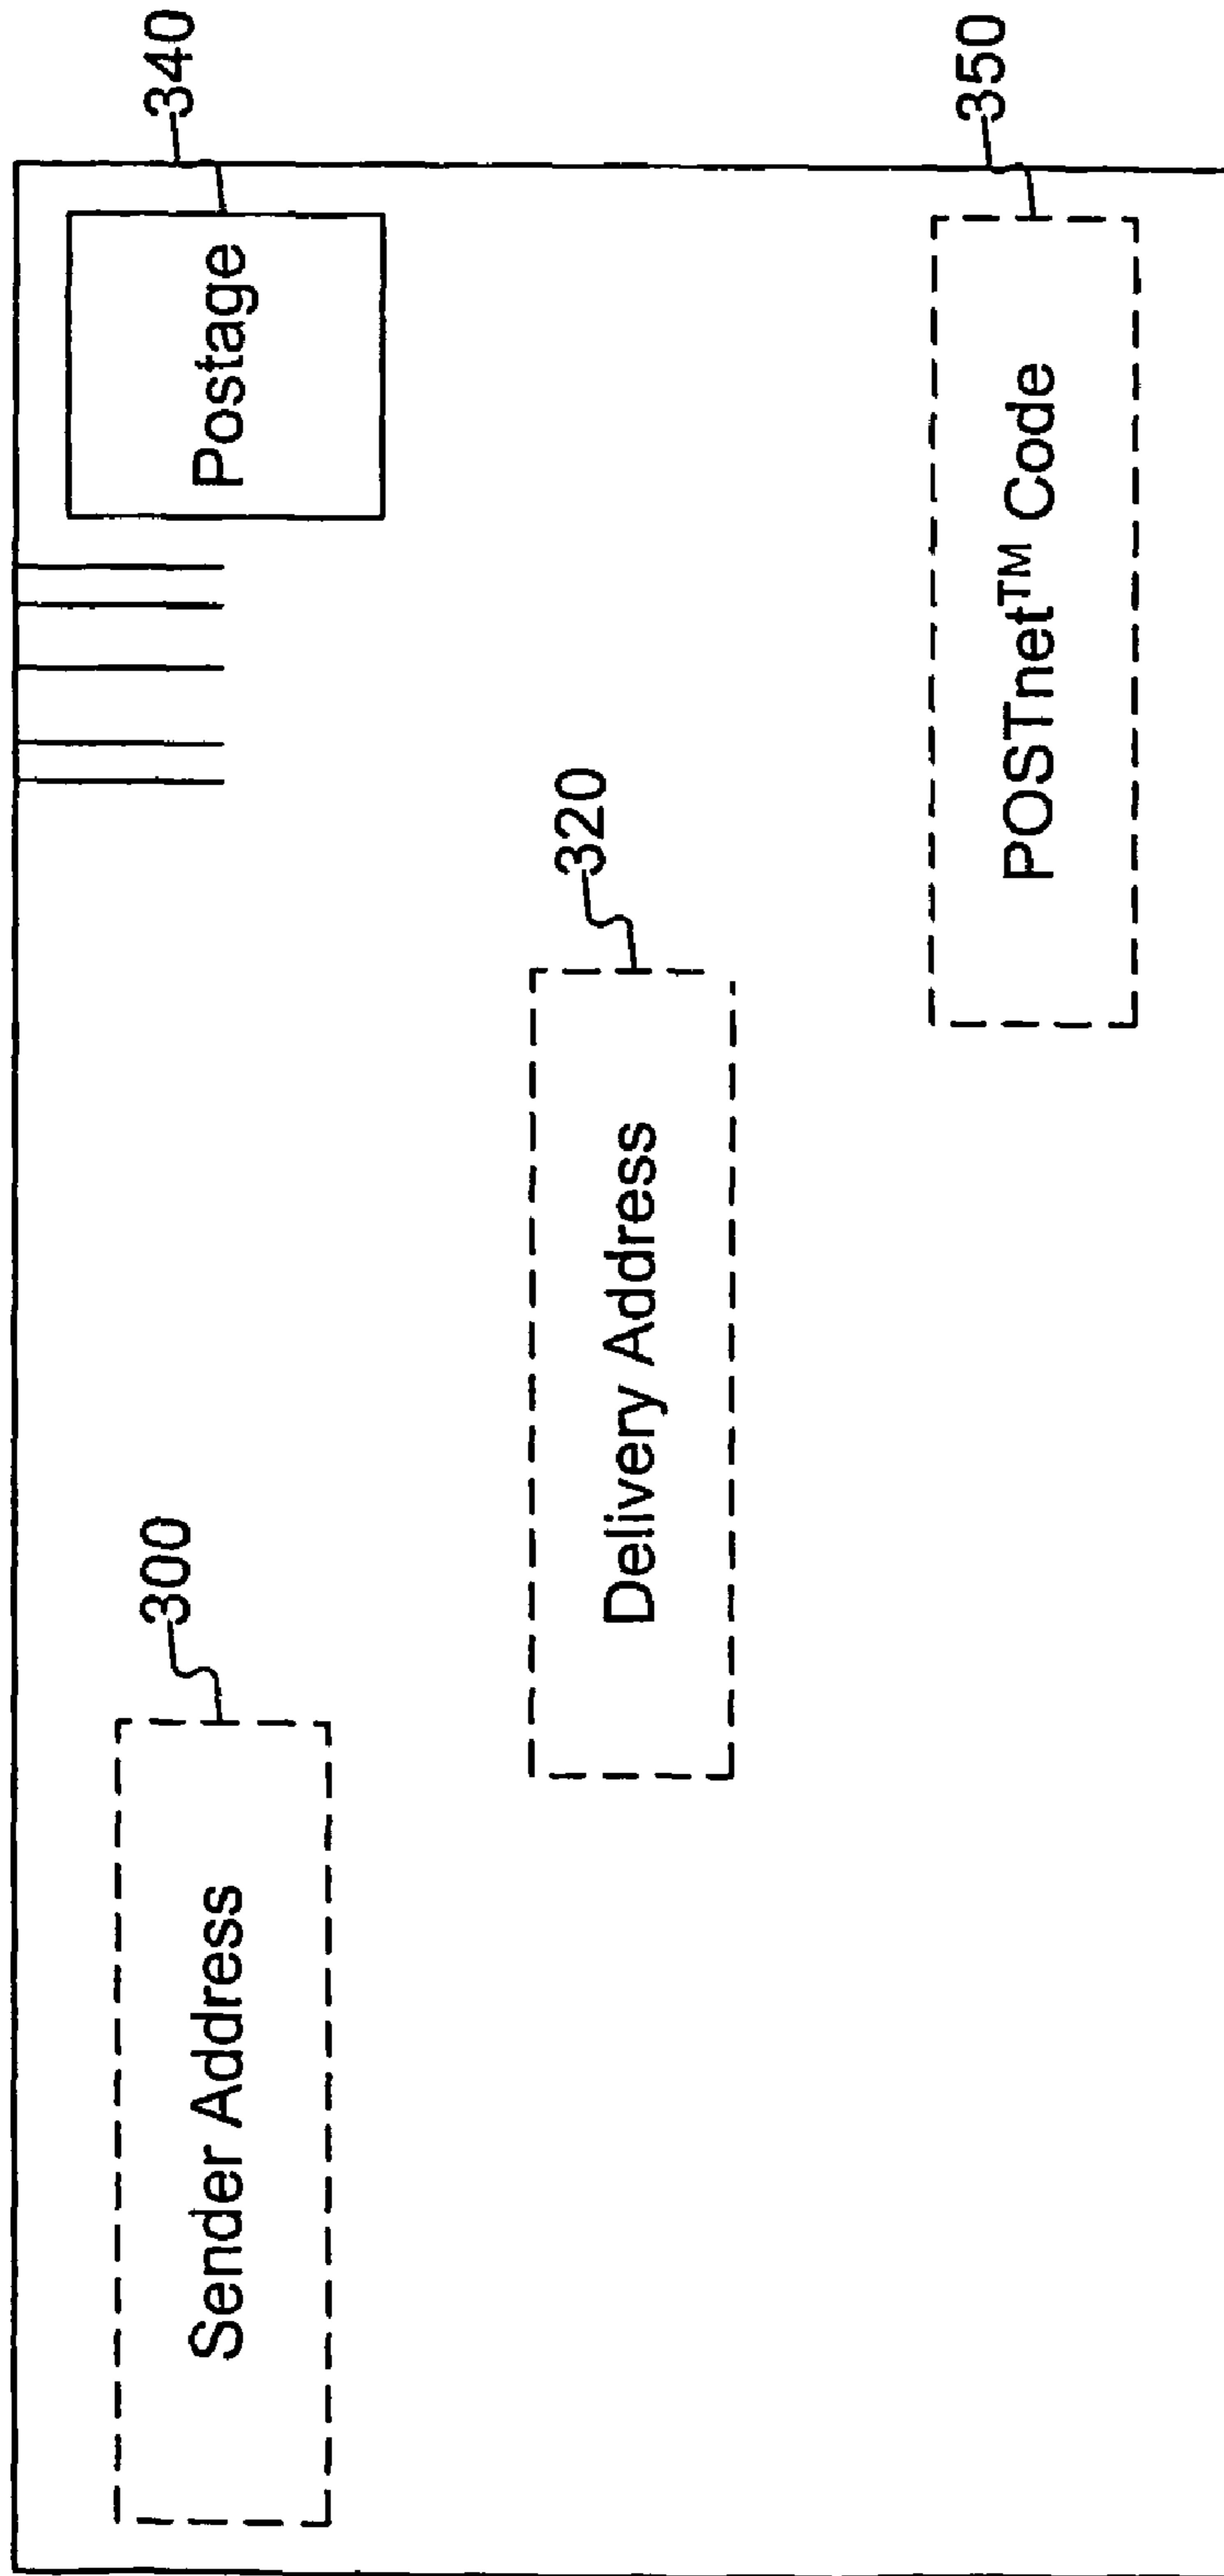 340
Postage
300
Sender Address
320
Delivery Address
350
POSTnet™ Code